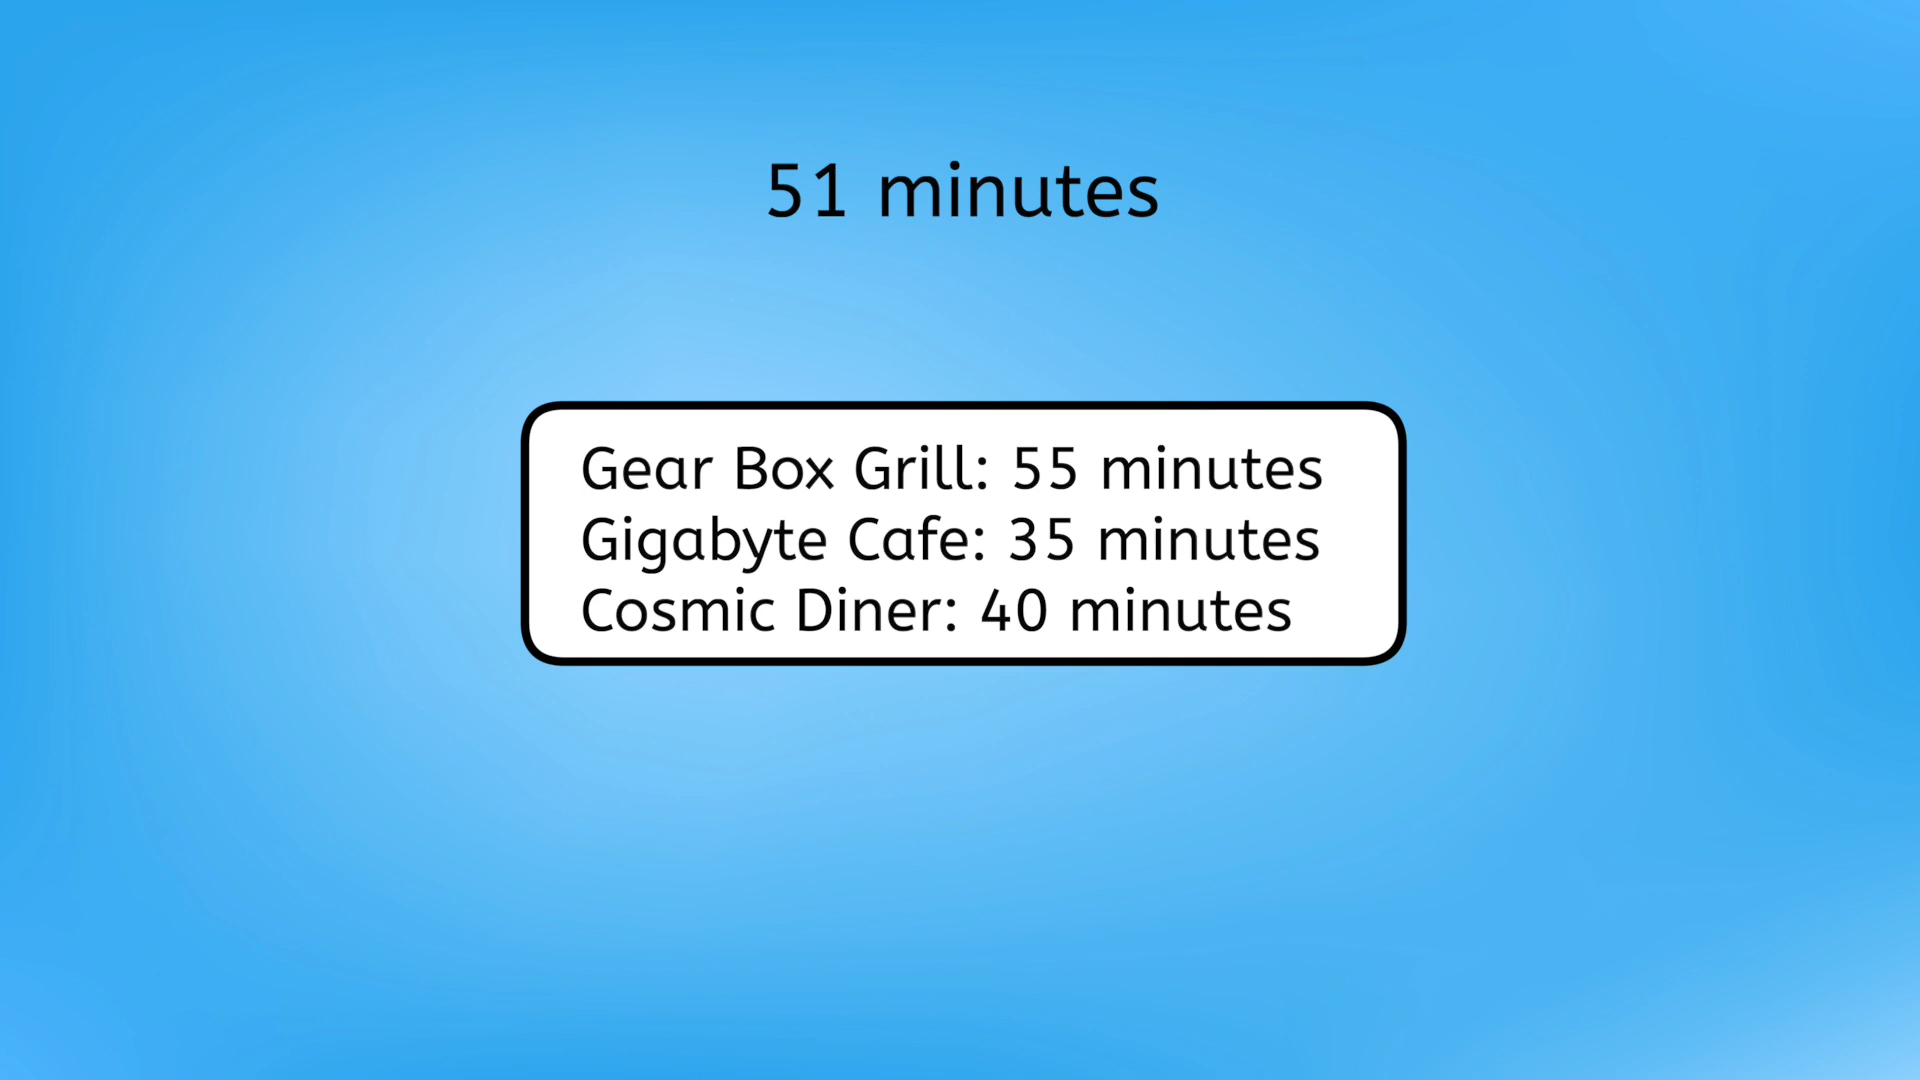 51 minutes
Gear Box Grill: 55 minutes
Gigabyte Cafe: 35 minutes
Cosmic Diner: 40 minutes